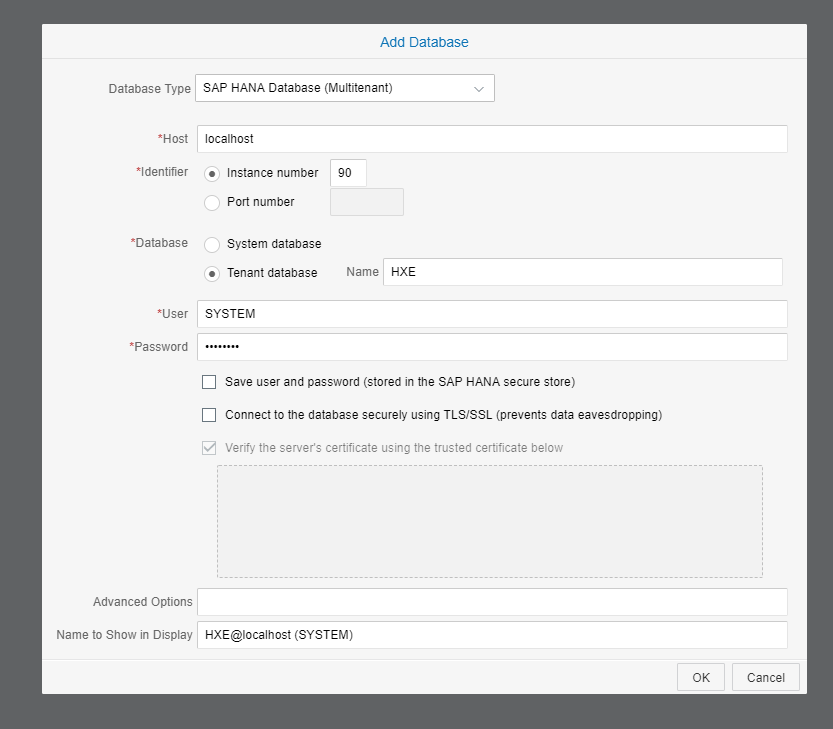 Add Database
Database Type SAP HANA Database (Multitenant)
*Host localhost
*Identifier Instance number 90
Port number
*Database System database
Tenant database Name HXE
*User SYSTEM
*Password ••••••••
Save user and password (stored in the SAP HANA secure store)
Connect to the database securely using TLS/SSL (prevents data eavesdropping)
Verify the server's certificate using the trusted certificate below
Advanced Options
Name to Show in Display HXE@localhost (SYSTEM)
OK Cancel